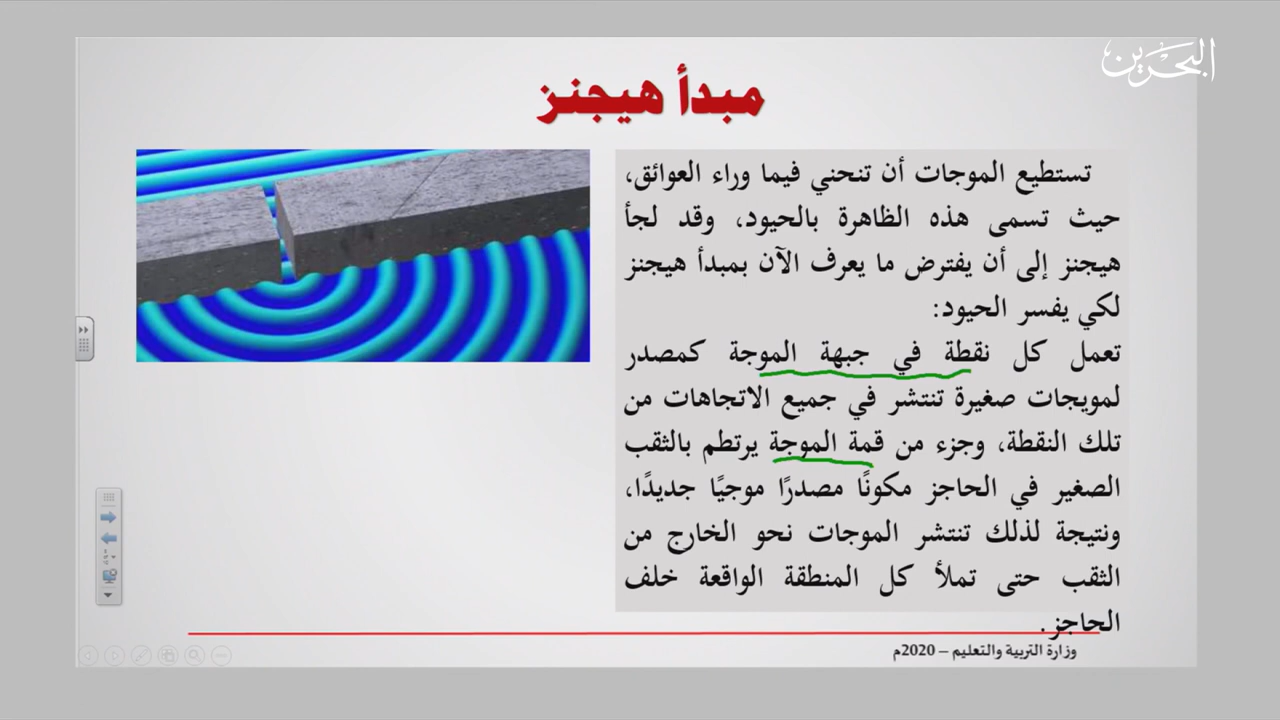 البحرين
مبدأ هيجنز
تستطيع الموجات أن تنحني فيما وراء العوائق،
حيث تسمى هذه الظاهرة بالحيود، وقد لجأ
هيجنز إلى أن يفترض ما يعرف الآن بمبدأ هيجنز
لكي يفسر الحيود:
تعمل كل نقطة في جبهة الموجة كمصدر
لمويجات صغيرة تنتشر في جميع الاتجاهات من
تلك النقطة، وجزء من قمة الموجة يرتطم بالثقب
الصغير في الحاجز مكونًا مصدرًا موجيًا جديدًا،
ونتيجة لذلك تنتشر الموجات نحو الخارج من
الثقب حتى تملأ كل المنطقة الواقعة خلف
الحاجز.
وزارة التربية والتعليم – 2020م